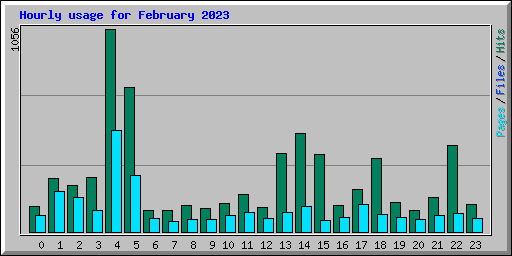 Hourly usage for February 2023
1056
Pages/Files/Hits
0 1 2 3 4 5 6 7 8 9 10 11 12 13 14 15 16 17 18 19 20 21 22 23